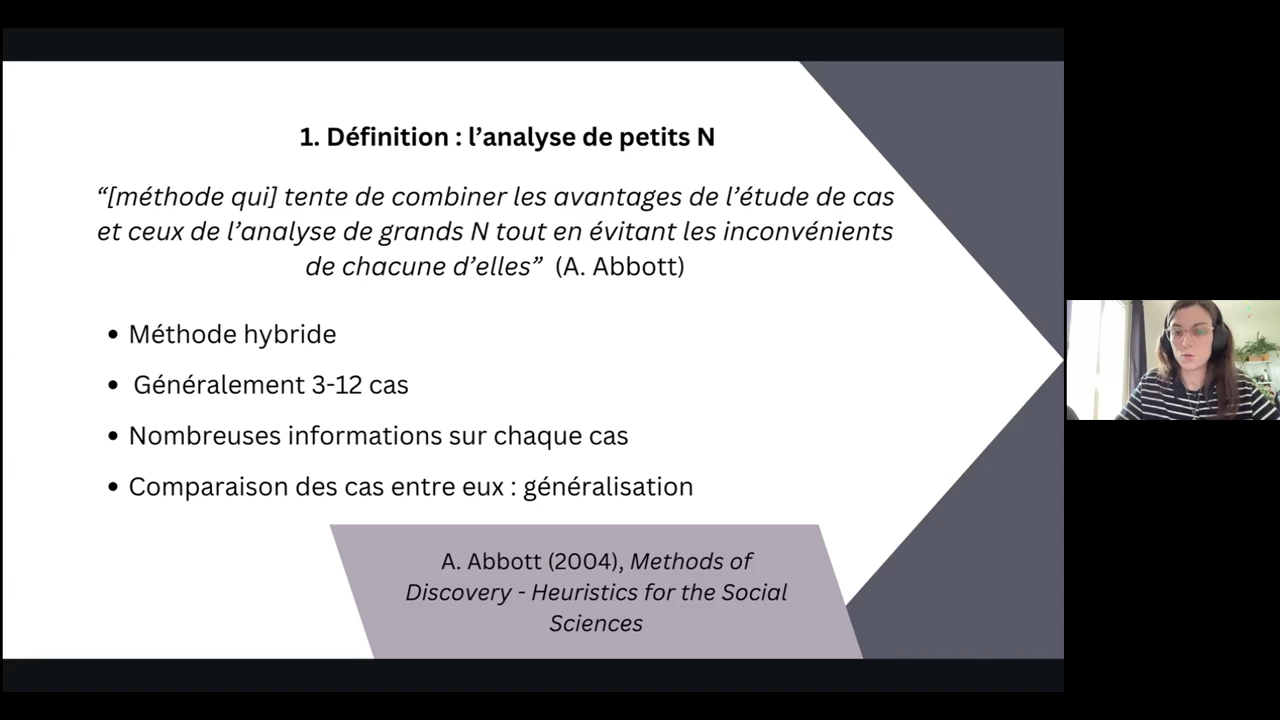 1. Définition : l’analyse de petits N
“[méthode qui] tente de combiner les avantages de l’étude de cas
et ceux de l’analyse de grands N tout en évitant les inconvénients
de chacune d’elles” (A. Abbott)
• Méthode hybride
• Généralement 3-12 cas
• Nombreuses informations sur chaque cas
• Comparaison des cas entre eux : généralisation
A. Abbott (2004), Methods of
Discovery - Heuristics for the Social
Sciences